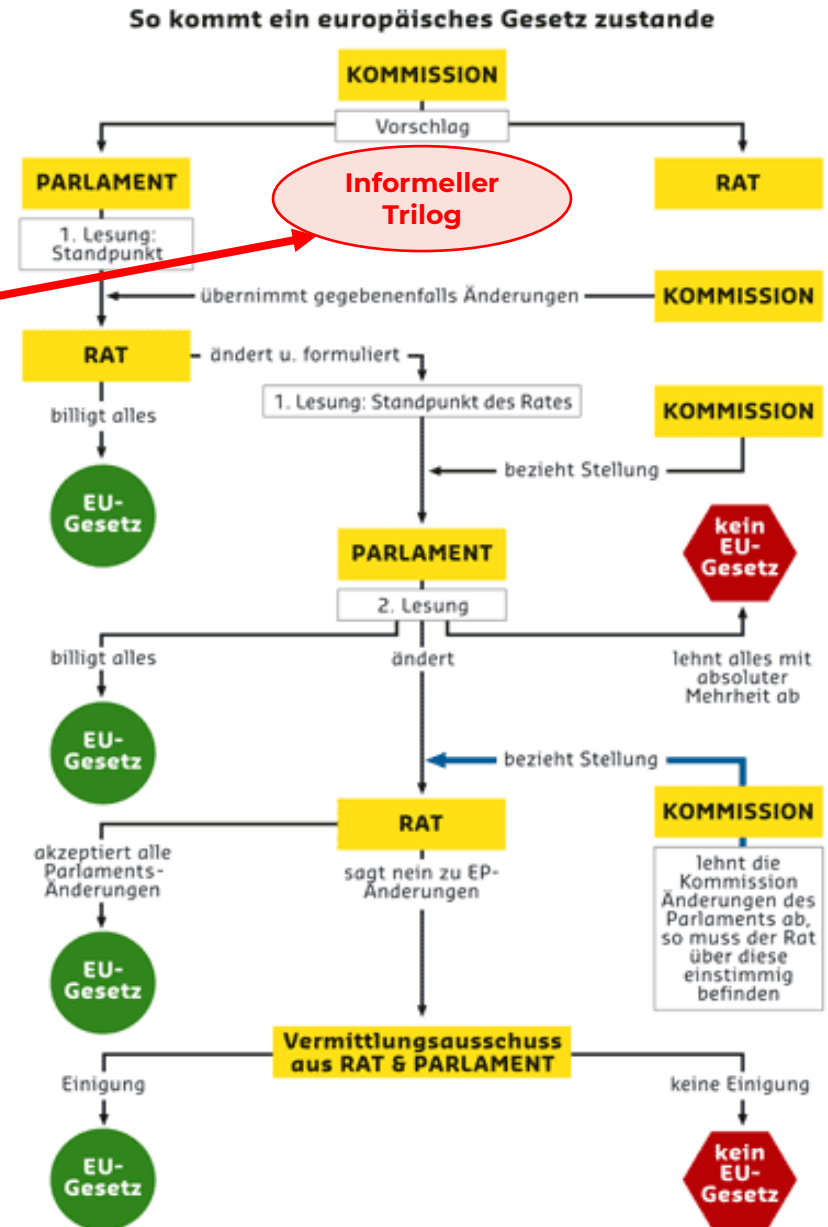 So kommt ein europäisches Gesetz zustande
KOMMISSION
Vorschlag
PARLAMENT
Informeller
Trilog
RAT
1. Lesung:
Standpunkt
übernimmt gegebenenfalls Änderungen
KOMMISSION
RAT
ändert u. formuliert
billigt alles
1. Lesung: Standpunkt des Rates
KOMMISSION
bezieht Stellung
EU-
Gesetz
kein
EU-
Gesetz
PARLAMENT
2. Lesung
billigt alles
ändert
lehnt alles mit
absoluter
Mehrheit ab
EU-
Gesetz
bezieht Stellung
RAT
KOMMISSION
akzeptiert alle
Parlaments-
Änderungen
sagt nein zu EP-
Änderungen
lehnt die
Kommission
Änderungen des
Parlaments ab,
so muss der Rat
über diese
einstimmig
befinden
EU-
Gesetz
Vermittlungsausschuss
aus RAT & PARLAMENT
Einigung
keine Einigung
EU-
Gesetz
kein
EU-
Gesetz